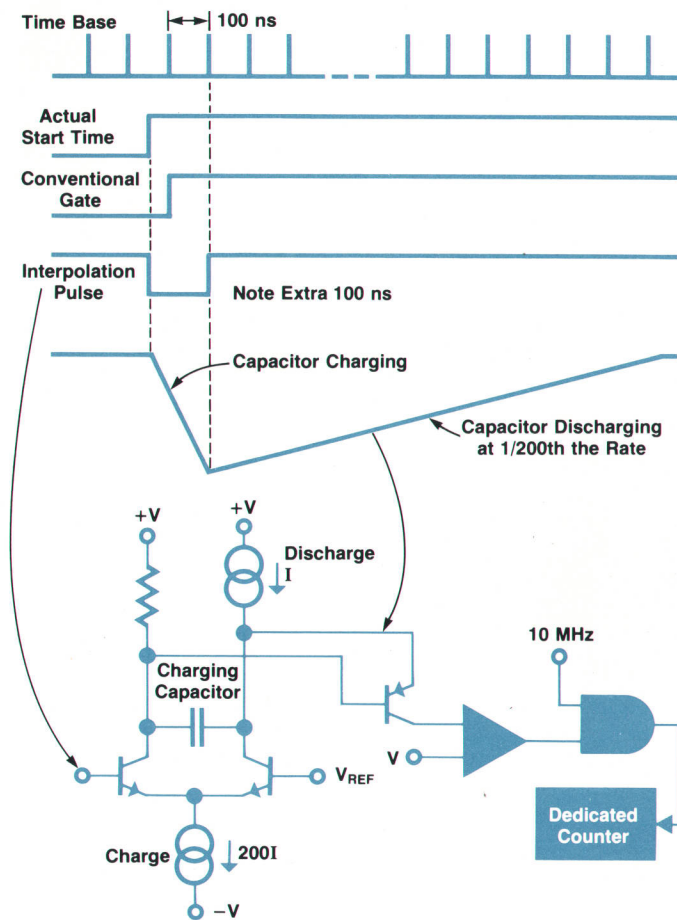 Time Base
100 ns
Actual
Start Time
Conventional
Gate
Interpolation
Pulse
Note Extra 100 ns
Capacitor Charging
Capacitor Discharging
at 1/200th the Rate
+V
+V
Discharge
I
10 MHz
Charging
Capacitor
V
VREF
Dedicated
Counter
Charge
200I
−V